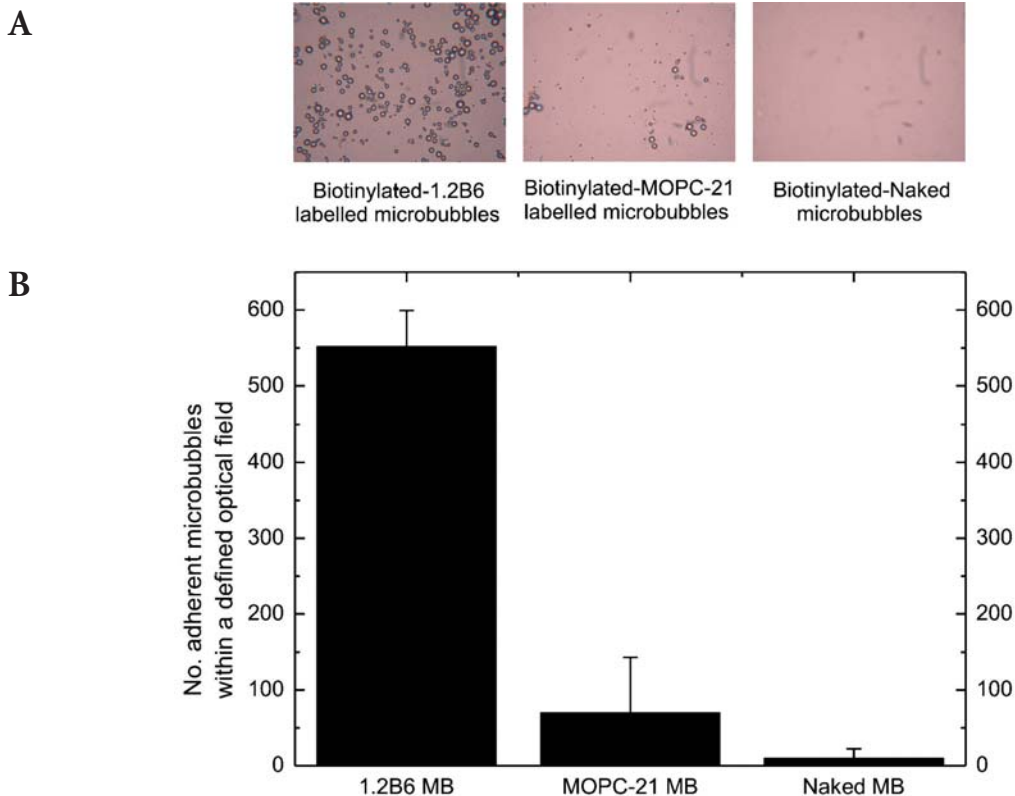 A
Biotinylated-1.2B6
labelled microbubbles
Biotinylated-MOPC-21
labelled microbubbles
Biotinylated-Naked
microbubbles
B
No. adherent microbubbles
within a defined optical field
600
500
400
300
200
100
0
600
500
400
300
200
100
0
1.2B6 MB
MOPC-21 MB
Naked MB